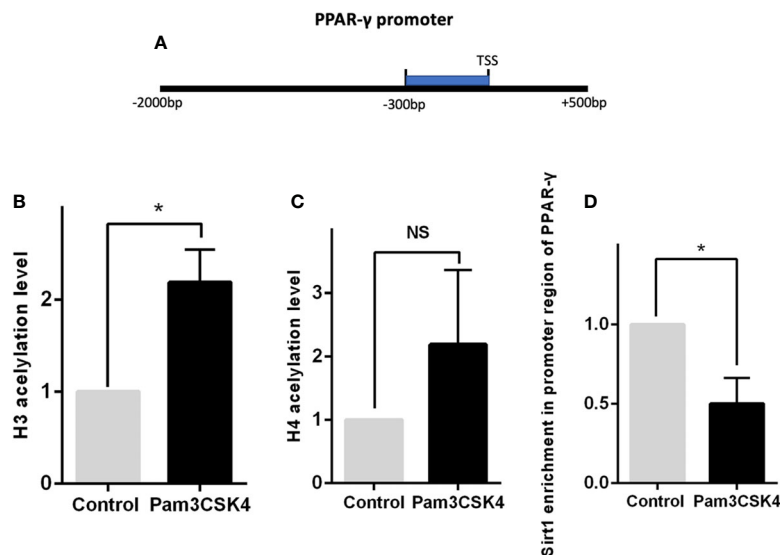 PPAR-γ promoter
A
TSS
-2000bp
-300bp
+500bp
B
H3 acelylation level
2
1
0
*
Control
Pam3CSK4
C
H4 acelylation level
3
2
1
0
NS
Control
Pam3CSK4
D
Sirt1 enrichment in promoter region of PPAR-γ
1.0
0.5
0.0
*
Control
Pam3CSK4